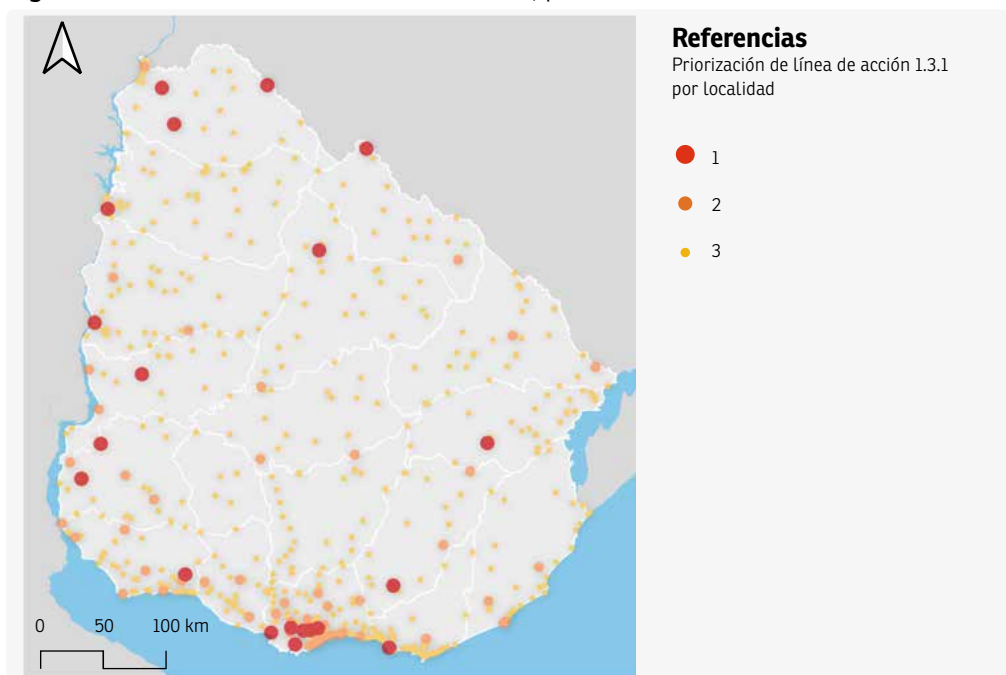 Referencias
Priorización de línea de acción 1.3.1
por localidad
1
2
3
0 50 100 km